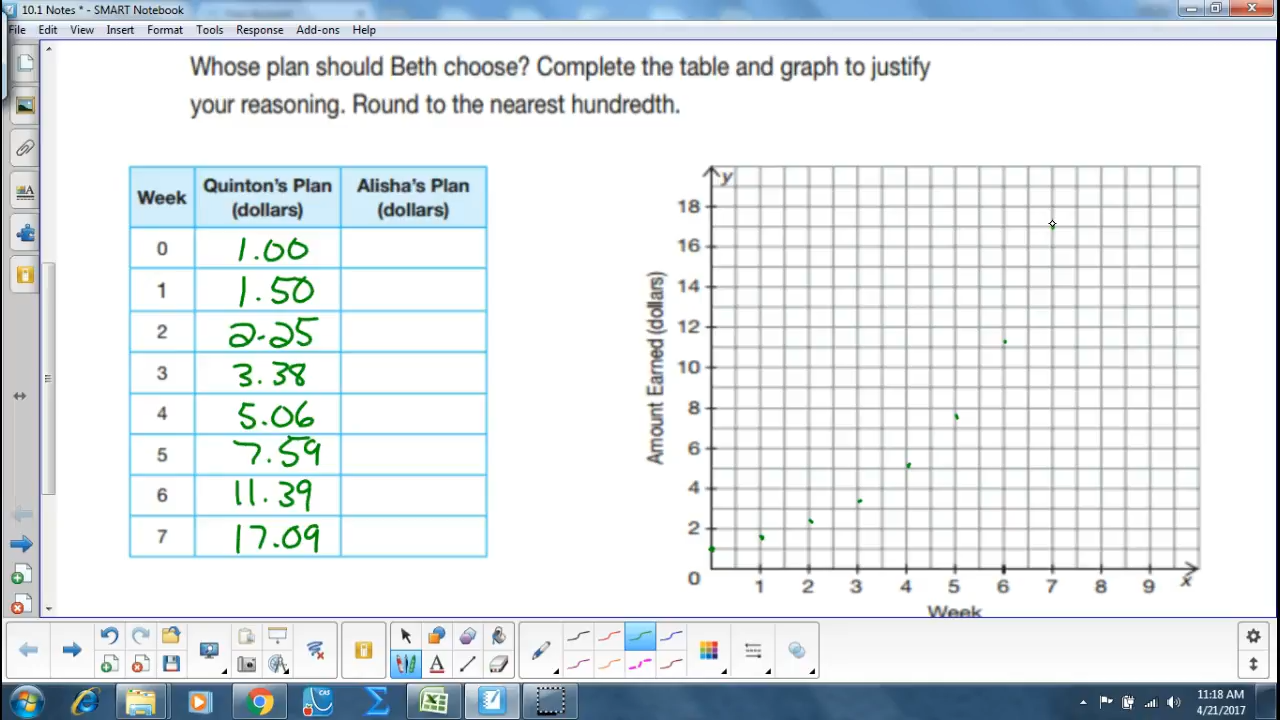 10.1 Notes * - SMART Notebook
File Edit View Insert Format Tools Response Add-ons Help
Whose plan should Beth choose? Complete the table and graph to justify
your reasoning. Round to the nearest hundredth.
Week Quinton's Plan (dollars) Alisha's Plan (dollars)
0 1.00
1 1.50
2 2.25
3 3.38
4 5.06
5 7.59
6 11.39
7 17.09
y
18
16
14
12
10
8
6
4
2
0
Amount Earned (dollars)
1 2 3 4 5 6 7 8 9 x
Week
A
CAS
11:18 AM
4/21/2017